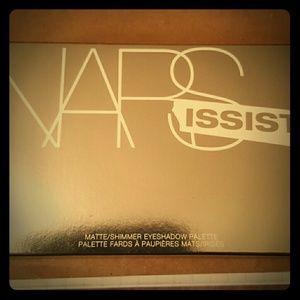 NARS
ISSIST
MATTE/SHIMMER EYESHADOW PALETTE
PALETTE FARDS À PAUPIÈRES MATS/IRISÉS